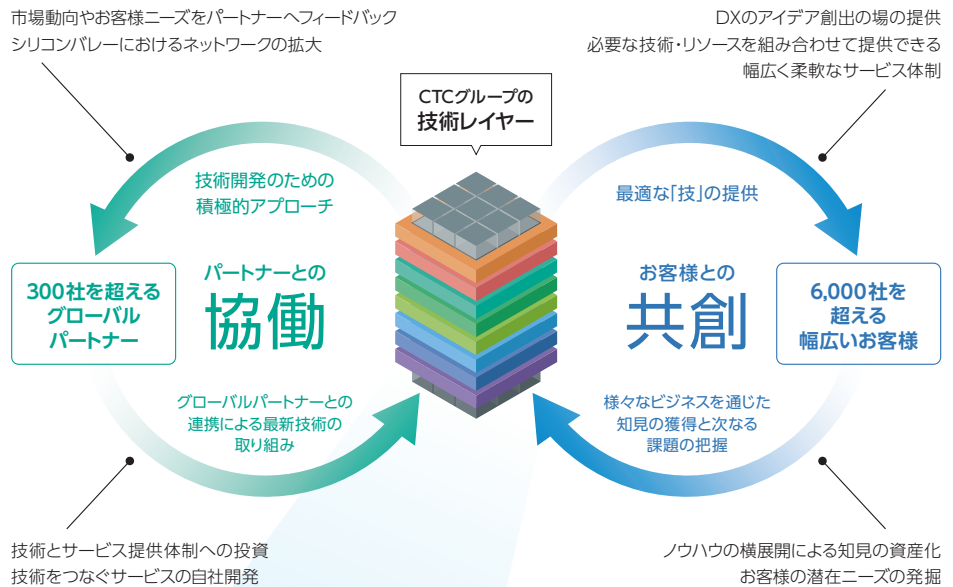 市場動向やお客様ニーズをパートナーへフィードバック
シリコンバレーにおけるネットワークの拡大
DXのアイデア創出の場の提供
必要な技術・リソースを組み合わせて提供できる
幅広く柔軟なサービス体制
CTCグループの
技術レイヤー
技術開発のための
積極的アプローチ
最適な「技」の提供
300社を超える
グローバル
パートナー
パートナーとの
協働
お客様との
共創
6,000社を
超える
幅広いお客様
グローバルパートナーとの
連携による最新技術の
取り組み
様々なビジネスを通じた
知見の獲得と次なる
課題の把握
技術とサービス提供体制への投資
技術をつなぐサービスの自社開発
ノウハウの横展開による知見の資産化
お客様の潜在ニーズの発掘